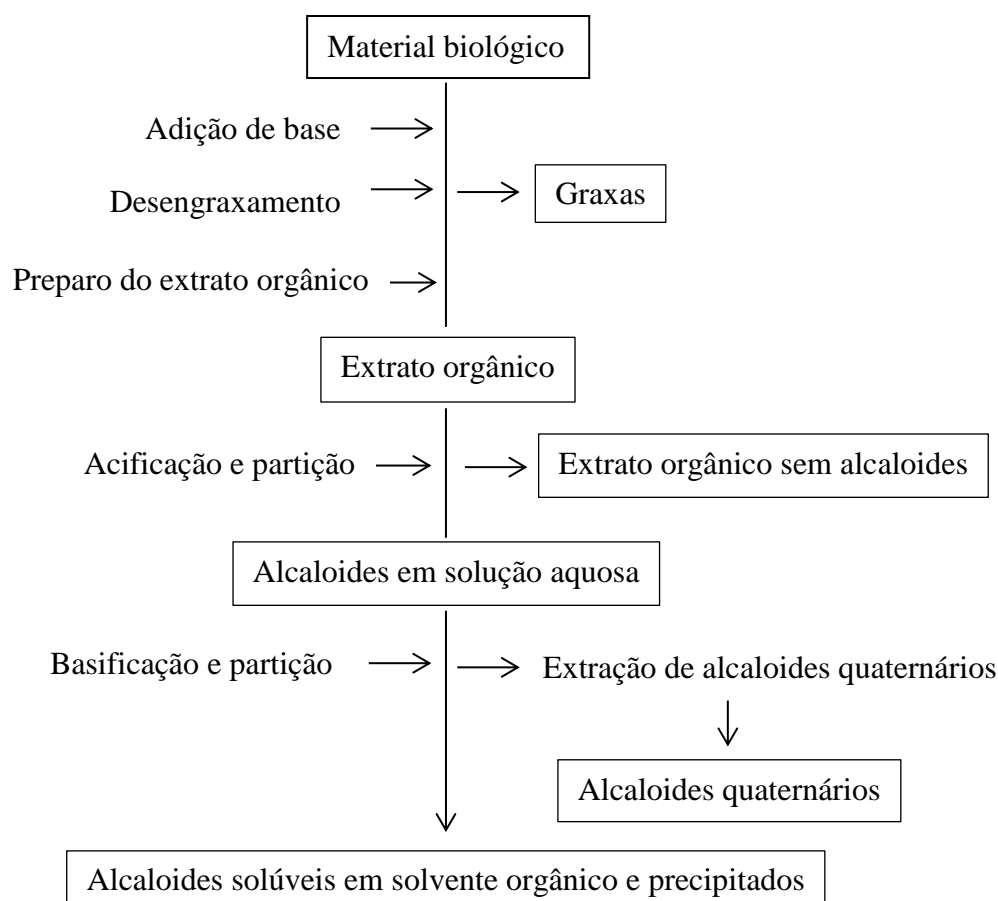 Material biológico
Adição de base
Desengraxamento
Graxas
Preparo do extrato orgânico
Extrato orgânico
Acificação e partição
Extrato orgânico sem alcaloides
Alcaloides em solução aquosa
Basificação e partição
Extração de alcaloides quaternários
Alcaloides quaternários
Alcaloides solúveis em solvente orgânico e precipitados